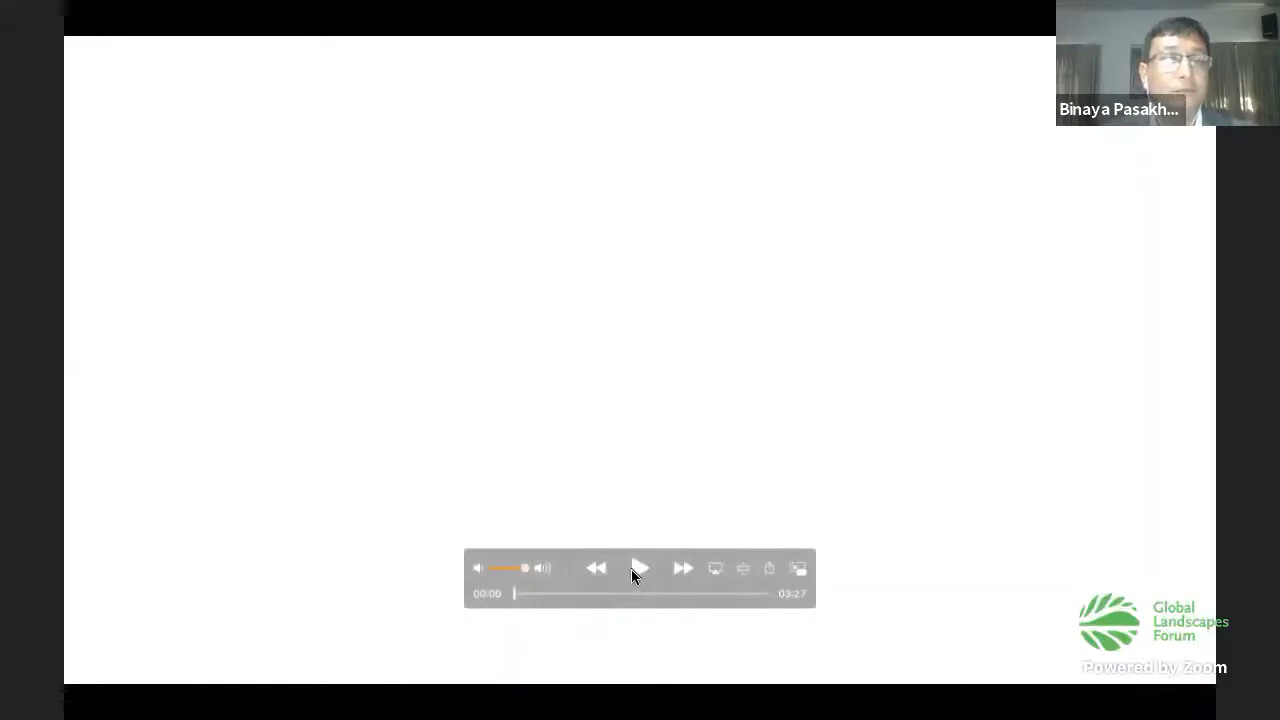 Binaya Pasakh...
00:00
03:27
Global
Landscapes
Forum
Powered by Zoom